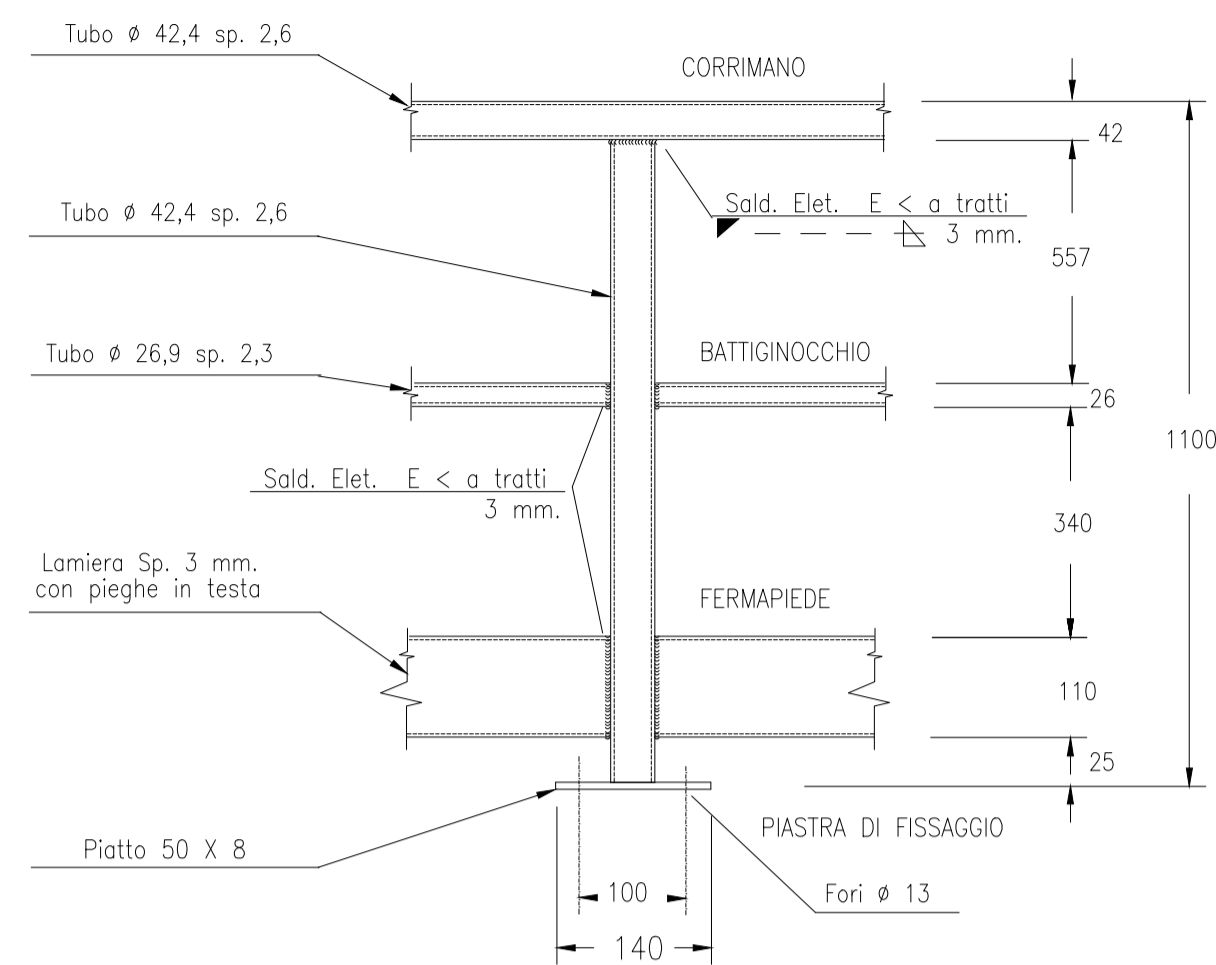 Tubo ø 42,4 sp. 2,6
CORRIMANO
42
Tubo ø 42,4 sp. 2,6
Sald. Elet. E < a tratti
3 mm.
557
Tubo ø 26,9 sp. 2,3
BATTIGINOCCHIO
26
1100
Sald. Elet. E < a tratti
3 mm.
340
Lamiera Sp. 3 mm.
con pieghe in testa
FERMAPIEDE
110
25
PIASTRA DI FISSAGGIO
Piatto 50 X 8
100
Fori ø 13
140